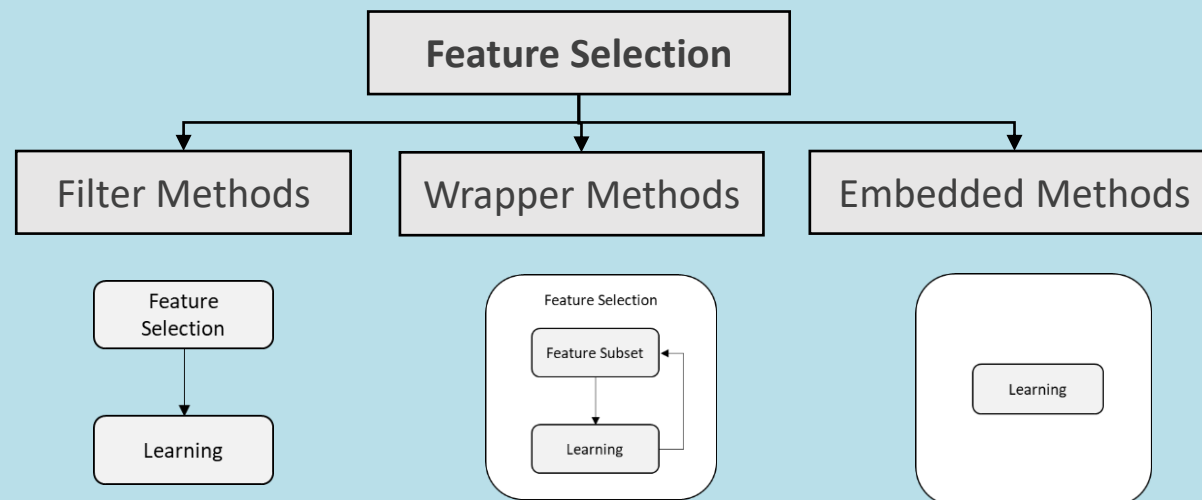 Feature Selection
Filter Methods
Wrapper Methods
Embedded Methods
Feature
Selection
Learning
Feature Selection
Feature Subset
Learning
Learning